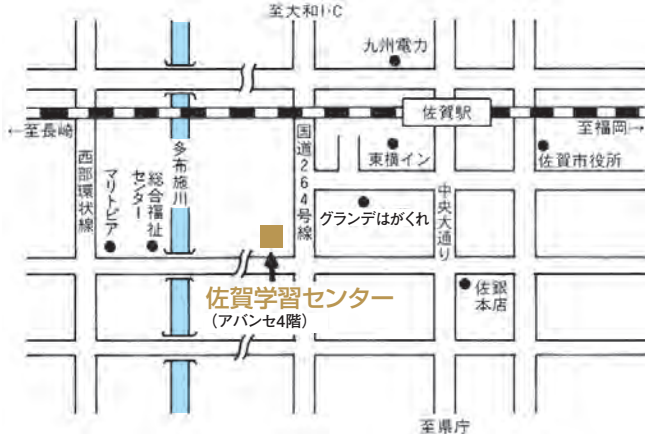 至大和I・C
九州電力
佐賀駅
←至長崎
至福岡→
西部環状線
マリトピア
総合福祉
センター
多布施川
国道264号線
東横イン
佐賀市役所
グランデはがくれ
中央大通り
佐賀学習センター
(アバンセ4階)
佐銀
本店
至県庁